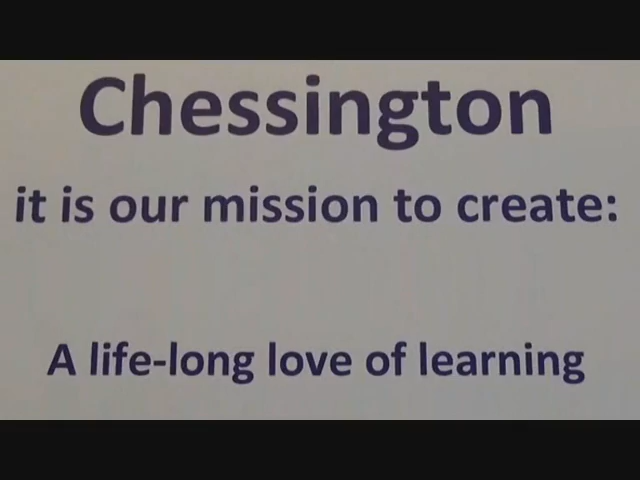 Chessington
it is our mission to create:
A life-long love of learning